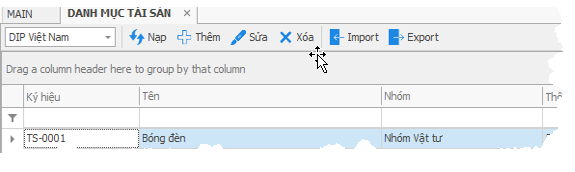 MAIN DANH MỤC TÀI SẢN
DIP Việt Nam Nạp Thêm Sửa Xóa Import Export
Drag a column header here to group by that column
Ký hiệu Tên Nhóm
TS-0001 Bóng đèn Nhóm Vật tư